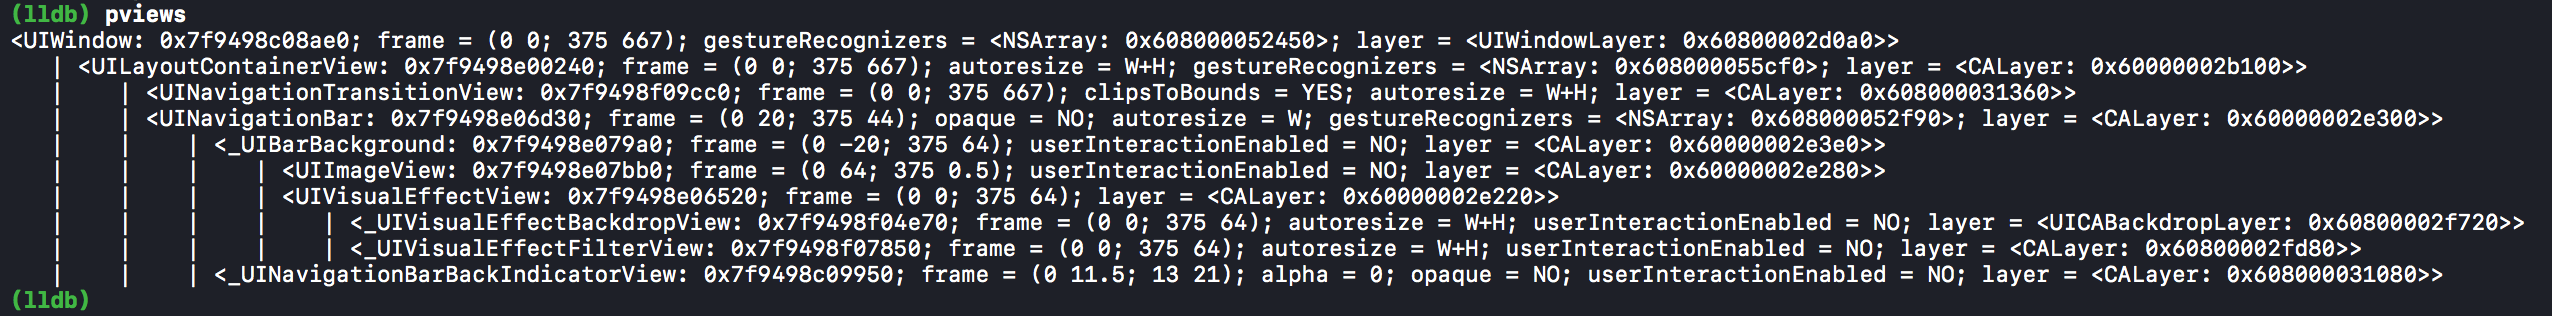 (lldb) pviews
<UIWindow: 0x7f9498c08ae0; frame = (0 0; 375 667); gestureRecognizers = <NSArray: 0x608000052450>; layer = <UIWindowLayer: 0x60800002d0a0>>
   | <UILayoutContainerView: 0x7f9498e00240; frame = (0 0; 375 667); autoresize = W+H; gestureRecognizers = <NSArray: 0x608000055cf0>; layer = <CALayer: 0x60000002b100>>
   |    | <UINavigationTransitionView: 0x7f9498f09cc0; frame = (0 0; 375 667); clipsToBounds = YES; autoresize = W+H; layer = <CALayer: 0x608000031360>>
   |    | <UINavigationBar: 0x7f9498e06d30; frame = (0 20; 375 44); opaque = NO; autoresize = W; gestureRecognizers = <NSArray: 0x608000052f90>; layer = <CALayer: 0x60000002e300>>
   |    |    | <_UIBarBackground: 0x7f9498e079a0; frame = (0 -20; 375 64); userInteractionEnabled = NO; layer = <CALayer: 0x60000002e3e0>>
   |    |    |    | <UIImageView: 0x7f9498e07bb0; frame = (0 64; 375 0.5); userInteractionEnabled = NO; layer = <CALayer: 0x60000002e280>>
   |    |    |    | <UIVisualEffectView: 0x7f9498e06520; frame = (0 0; 375 64); layer = <CALayer: 0x60000002e220>>
   |    |    |    |    | <_UIVisualEffectBackdropView: 0x7f9498f04e70; frame = (0 0; 375 64); autoresize = W+H; userInteractionEnabled = NO; layer = <UICABackdropLayer: 0x60800002f720>>
   |    |    |    |    | <_UIVisualEffectFilterView: 0x7f9498f07850; frame = (0 0; 375 64); autoresize = W+H; userInteractionEnabled = NO; layer = <CALayer: 0x60800002fd80>>
   |    |    | <_UINavigationBarBackIndicatorView: 0x7f9498c09950; frame = (0 11.5; 13 21); alpha = 0; opaque = NO; userInteractionEnabled = NO; layer = <CALayer: 0x608000031080>>
(lldb)